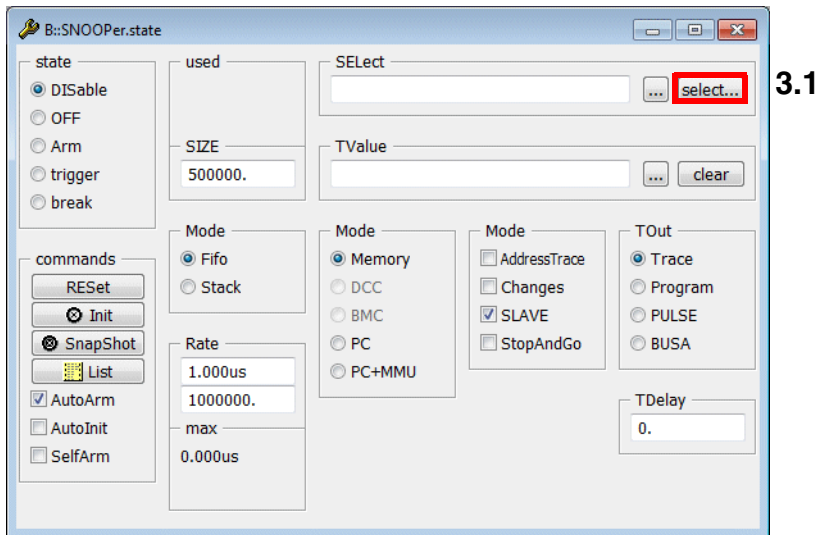 B::SNOOPer.state
state
DISable
OFF
Arm
trigger
break
used
SIZE
500000.
SELect
... select...
3.1
TValue
... clear
commands
RESet
Init
SnapShot
List
AutoArm
AutoInit
SelfArm
Mode
Fifo
Stack
Rate
1.000us
1000000.
max
0.000us
Mode
Memory
DCC
BMC
PC
PC+MMU
Mode
AddressTrace
Changes
SLAVE
StopAndGo
TOut
Trace
Program
PULSE
BUSA
TDelay
0.